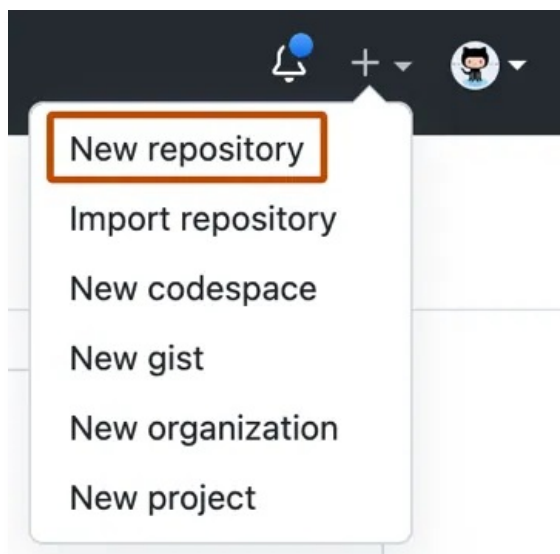 New repository
Import repository
New codespace
New gist
New organization
New project